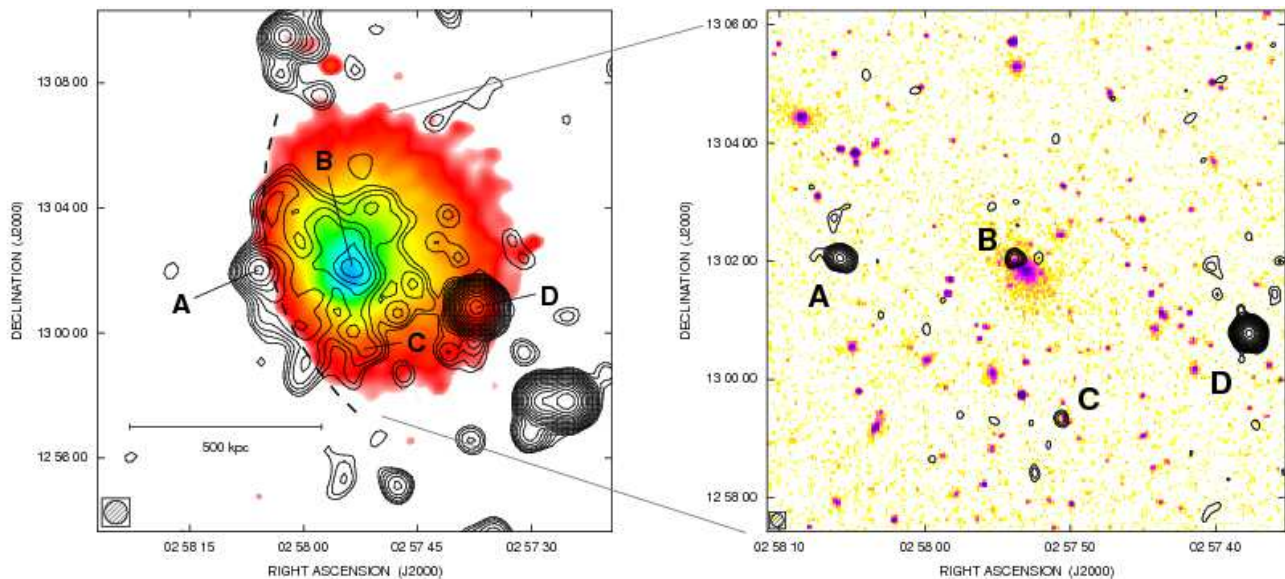 13 08 00
13 04 00
13 00 00
12 56 00
DECLINATION (J2000)
B
A
C
D
500 kpc
02 58 15
02 58 00
02 57 45
02 57 30
RIGHT ASCENSION (J2000)
13 06 00
13 04 00
13 02 00
13 00 00
12 58 00
DECLINATION (J2000)
A
B
C
D
02 58 10
02 58 00
02 57 50
02 57 40
RIGHT ASCENSION (J2000)